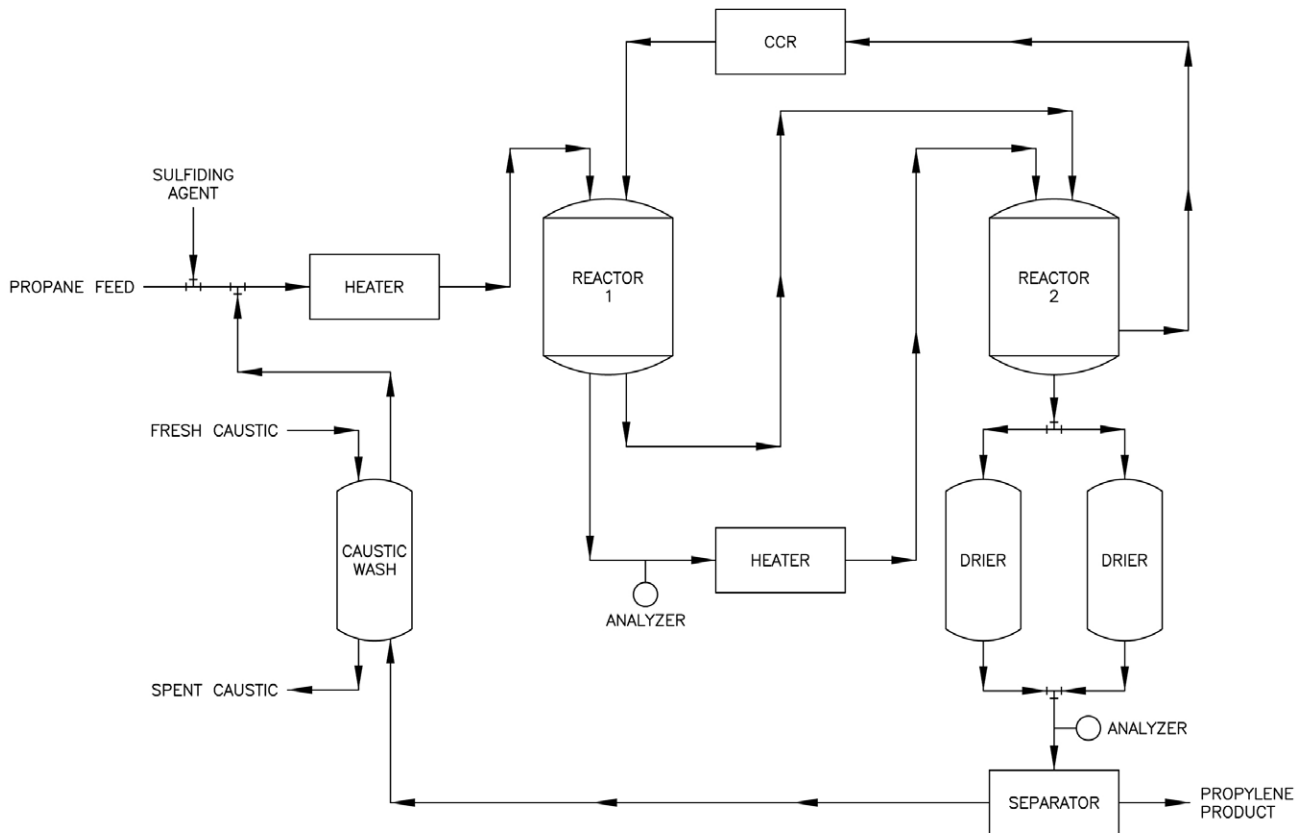 CCR
SULFIDING
AGENT
PROPANE FEED
HEATER
REACTOR
1
REACTOR
2
FRESH CAUSTIC
CAUSTIC
WASH
HEATER
DRIER
DRIER
ANALYZER
SPENT CAUSTIC
ANALYZER
SEPARATOR
PROPYLENE
PRODUCT